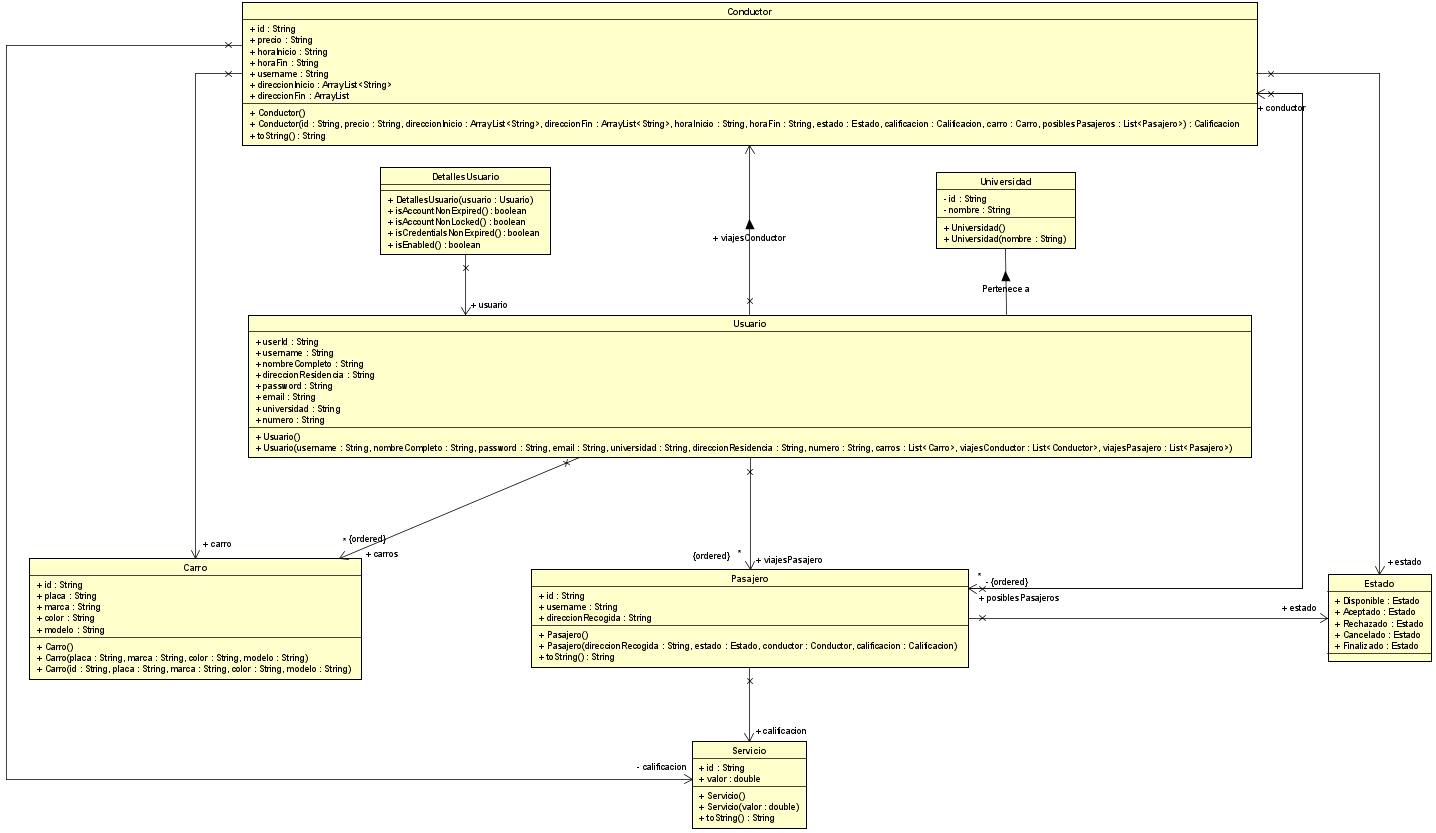 Conductor
+ id : String
+ precio : String
+ horaInicio : String
+ horaFin : String
+ username : String
+ direccionInicio : ArrayList<String>
+ direccionFin : ArrayList
+ Conductor()
+ Conductor(id : String, precio : String, direccionInicio : ArrayList<String>, direccionFin : ArrayList<String>, horaInicio : String, horaFin : String, estado : Estado, calificacion : Calificacion, carro : Carro, posiblesPasajeros : List<Pasajero>) : Calificacion
+ toString() : String
+ conductor
DetallesUsuario
+ DetallesUsuario(usuario : Usuario)
+ isAccountNonExpired() : boolean
+ isAccountNonLocked() : boolean
+ isCredentialsNonExpired() : boolean
+ isEnabled() : boolean
+ viajesConductor
Universidad
- id : String
- nombre : String
+ Universidad()
+ Universidad(nombre : String)
Pertenece a
+ usuario
Usuario
+ userId : String
+ username : String
+ nombreCompleto : String
+ direccionResidencia : String
+ password : String
+ email : String
+ universidad : String
+ numero : String
+ Usuario()
+ Usuario(username : String, nombreCompleto : String, password : String, email : String, universidad : String, direccionResidencia : String, numero : String, carros : List<Carro>, viajesConductor : List<Conductor>, viajesPasajero : List<Pasajero>)
+ carro
* {ordered}
+ carros
{ordered} *
+ viajesPasajero
*
- {ordered}
+ posiblesPasajeros
+ estado
+ estado
Carro
+ id : String
+ placa : String
+ marca : String
+ color : String
+ modelo : String
+ Carro()
+ Carro(placa : String, marca : String, color : String, modelo : String)
+ Carro(id : String, placa : String, marca : String, color : String, modelo : String)
Pasajero
+ id : String
+ username : String
+ direccionRecogida : String
+ Pasajero()
+ Pasajero(direccionRecogida : String, estado : Estado, conductor : Conductor, calificacion : Calificacion)
+ toString() : String
Estado
+ Disponible : Estado
+ Aceptado : Estado
+ Rechazado : Estado
+ Cancelado : Estado
+ Finalizado : Estado
+ calificacion
- calificacion
Servicio
+ id : String
+ valor : double
+ Servicio()
+ Servicio(valor : double)
+ toString() : String